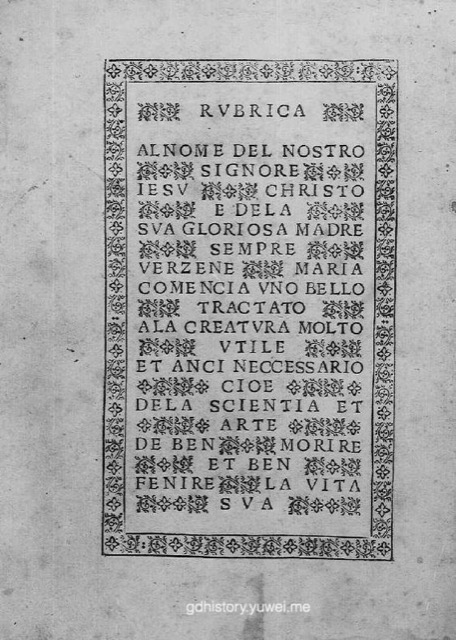 RVBRICA
AL NOME DEL NOSTRO
SIGNORE
IESV CHRISTO
E DELA
SVA GLORIOSA MADRE
SEMPRE
VERZENE MARIA
COMENCIA VNO BELLO
TRACTATO
ALA CREATVRA MOLTO
VTILE
ET ANCI NECCESSARIO
CIOE
DELA SCIENTIA ET
ARTE
DE BEN MORIRE
ET BEN
FENIRE LA VITA
SVA
gdhistory.yuwei.me